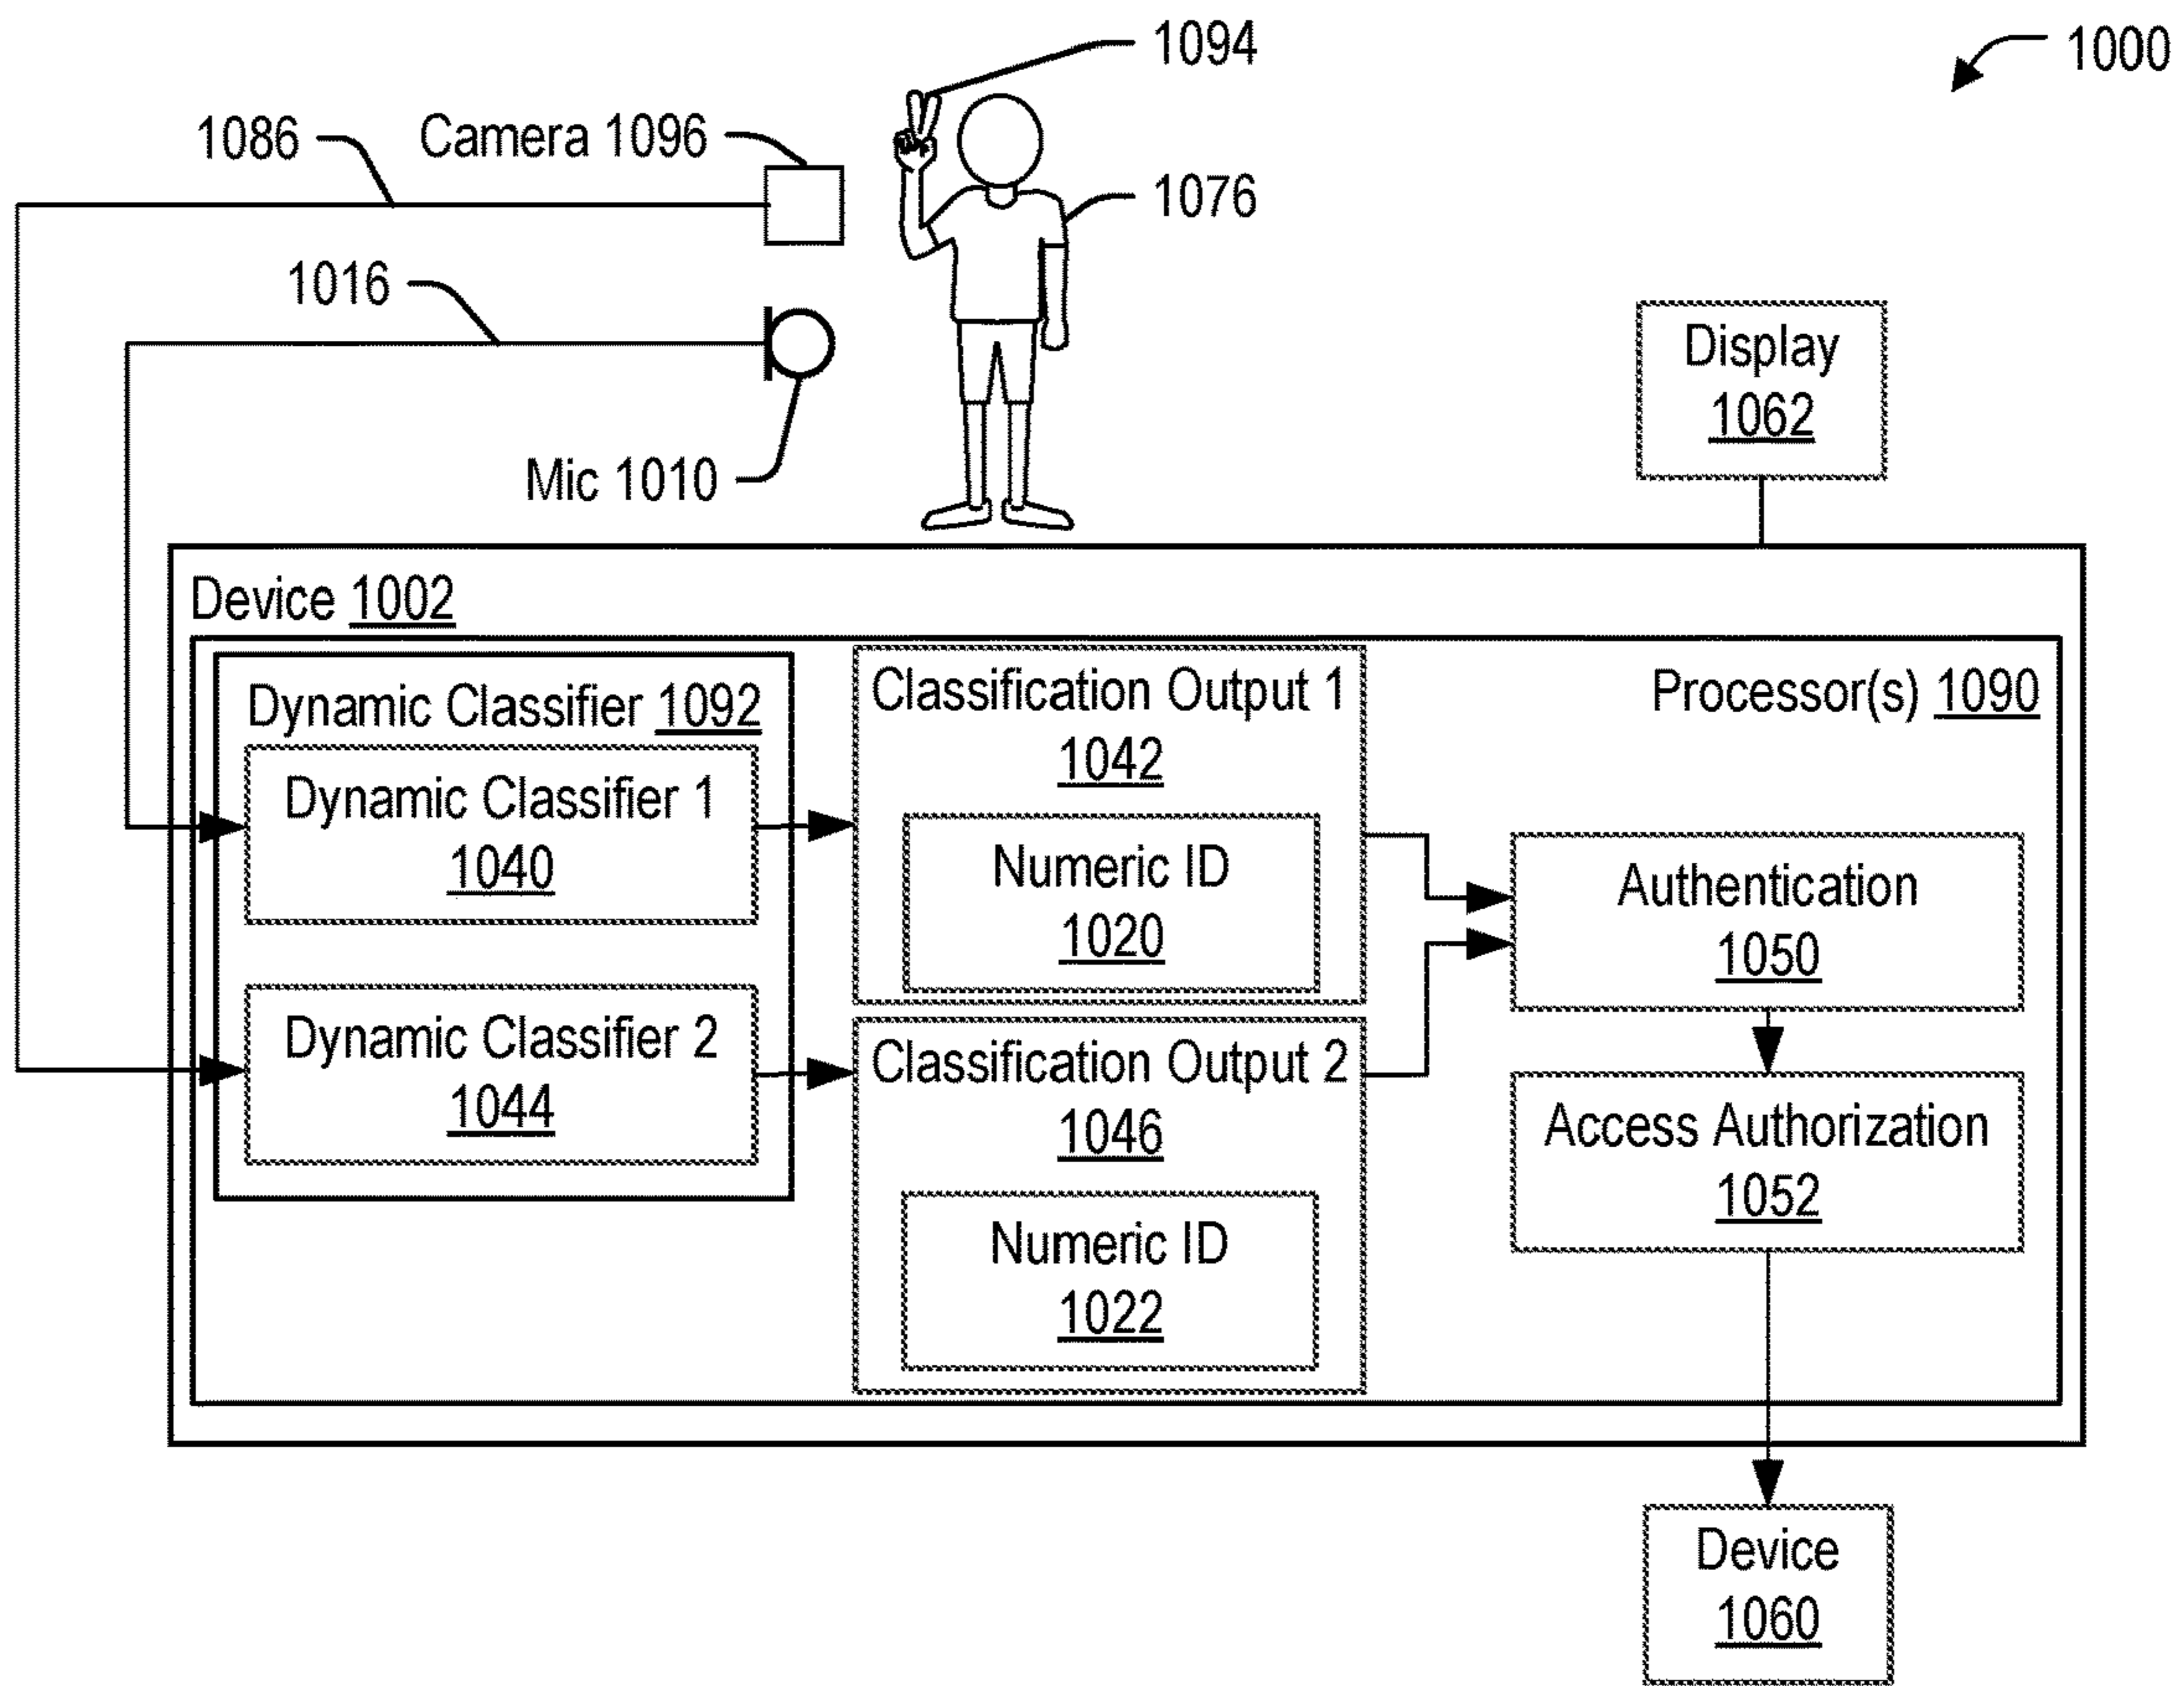 1094
1000
1086
Camera 1096
1076
1016
Mic 1010
Display
1062
Device 1002
Processor(s) 1090
Dynamic Classifier 1092
Dynamic Classifier 1
1040
Dynamic Classifier 2
1044
Classification Output 1
1042
Numeric ID
1020
Classification Output 2
1046
Numeric ID
1022
Authentication
1050
Access Authorization
1052
Device
1060